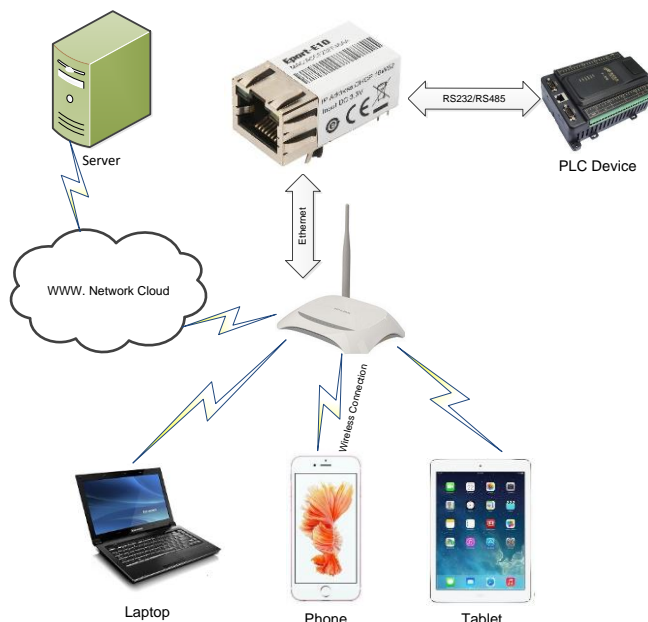 Eport-E10
RS232/RS485
Server
PLC Device
Ethernet
WWW. Network Cloud
Wireless Connection
Laptop
Phone
Tablet